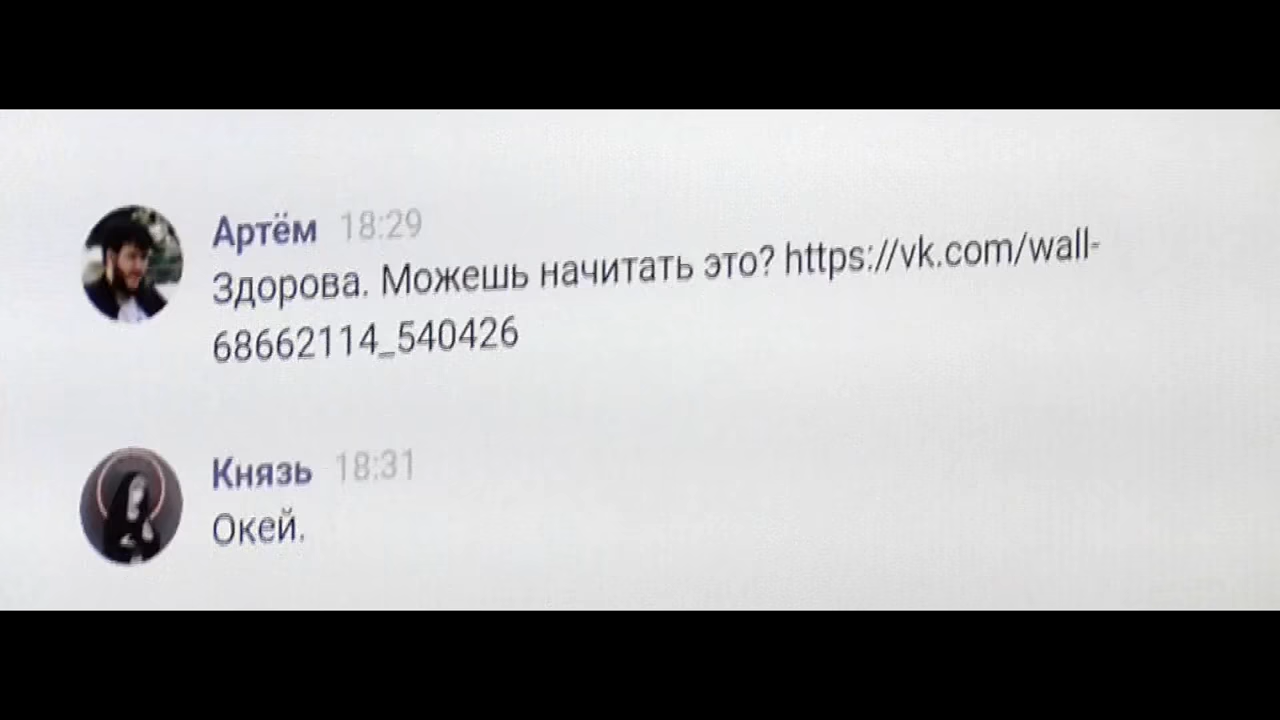 Артём 18:29
Здорова. Можешь начитать это? https://vk.com/wall-
68662114_540426
Князь 18:31
Окей.